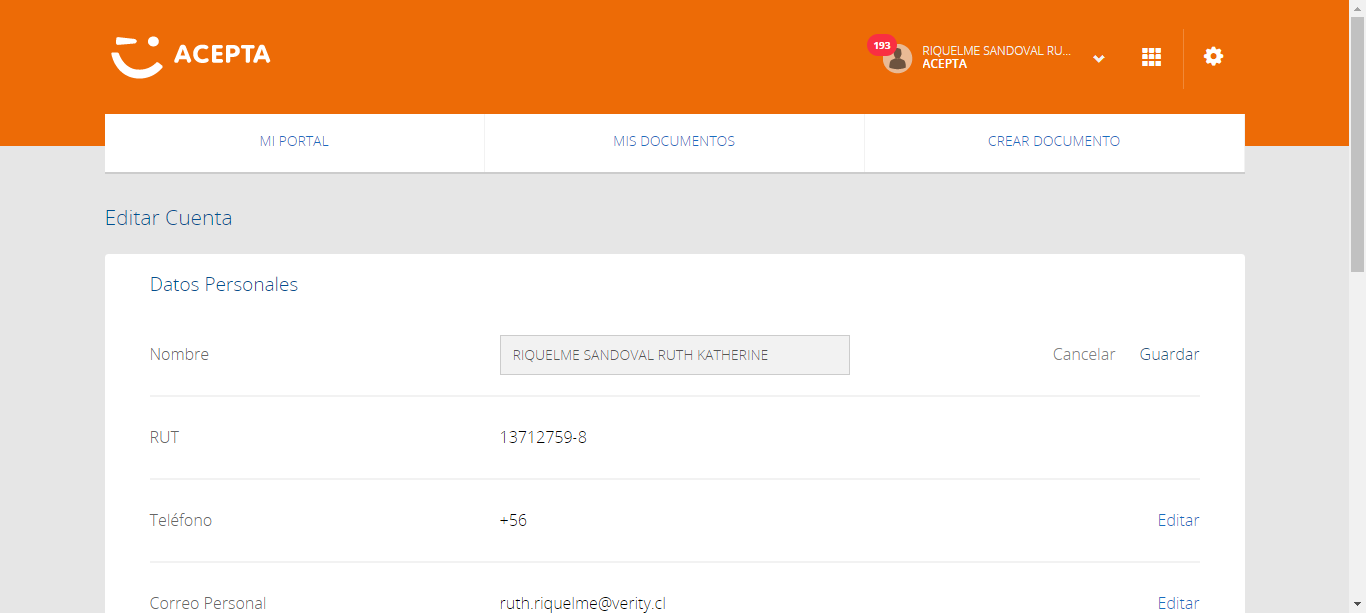 ACEPTA
193
RIQUELME SANDOVAL RU...
ACEPTA
MI PORTAL
MIS DOCUMENTOS
CREAR DOCUMENTO
Editar Cuenta
Datos Personales
Nombre
RIQUELME SANDOVAL RUTH KATHERINE
Cancelar
Guardar
RUT
13712759-8
Teléfono
+56
Editar
Correo Personal
ruth.riquelme@verity.cl
Editar